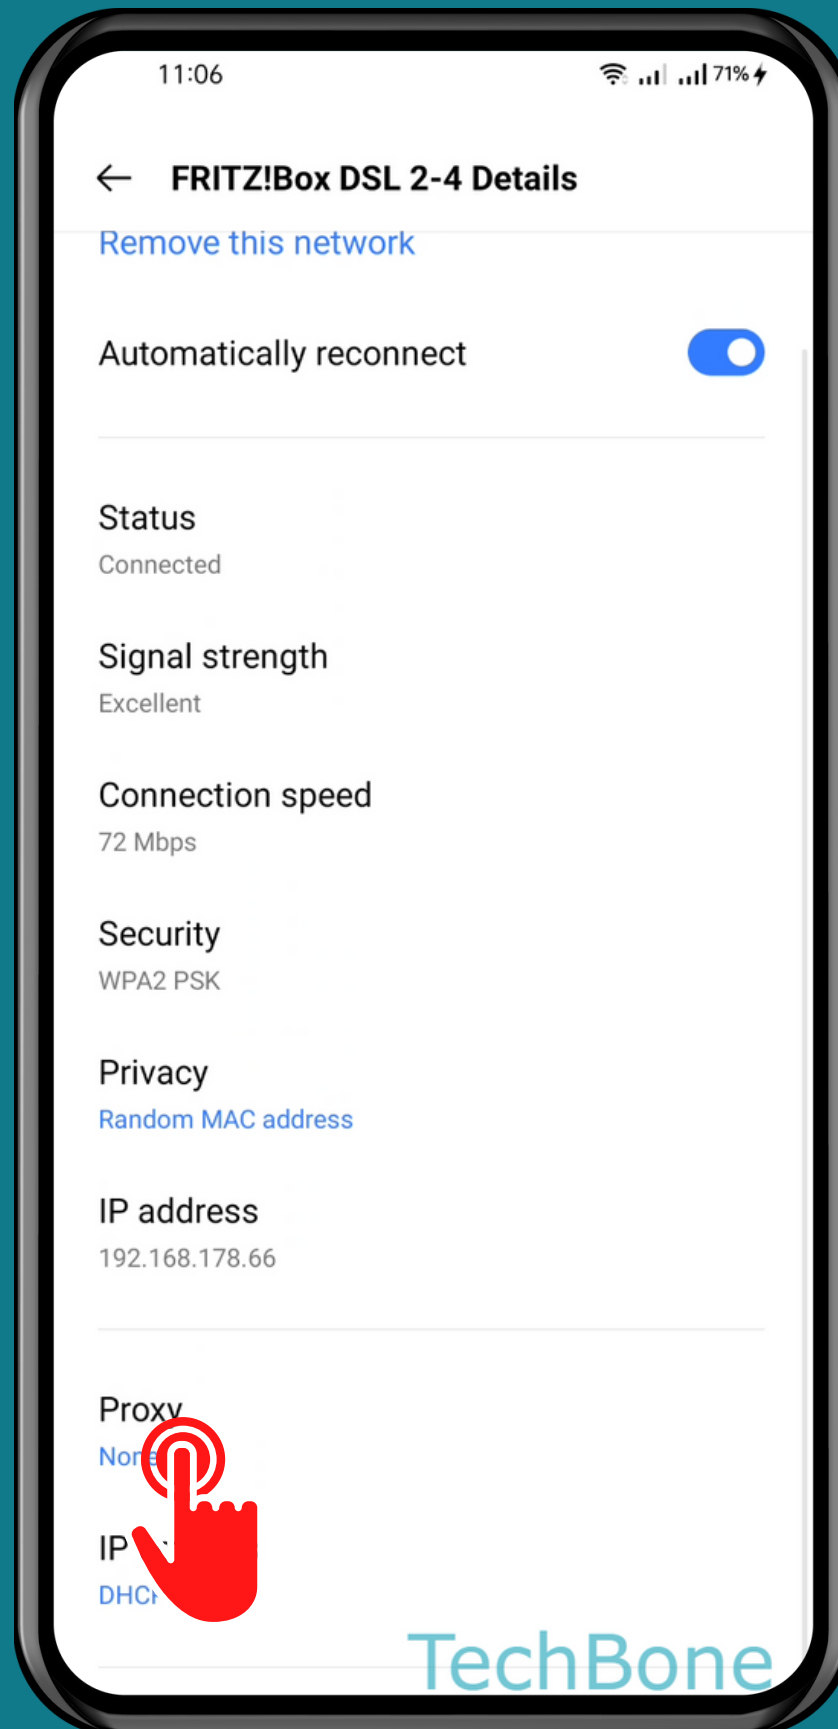 11:06
71%
FRITZ!Box DSL 2-4 Details
Remove this network
Automatically reconnect
Status
Connected
Signal strength
Excellent
Connection speed
72 Mbps
Security
WPA2 PSK
Privacy
Random MAC address
IP address
192.168.178.66
Proxy
None
IP
DHCP
TechBone